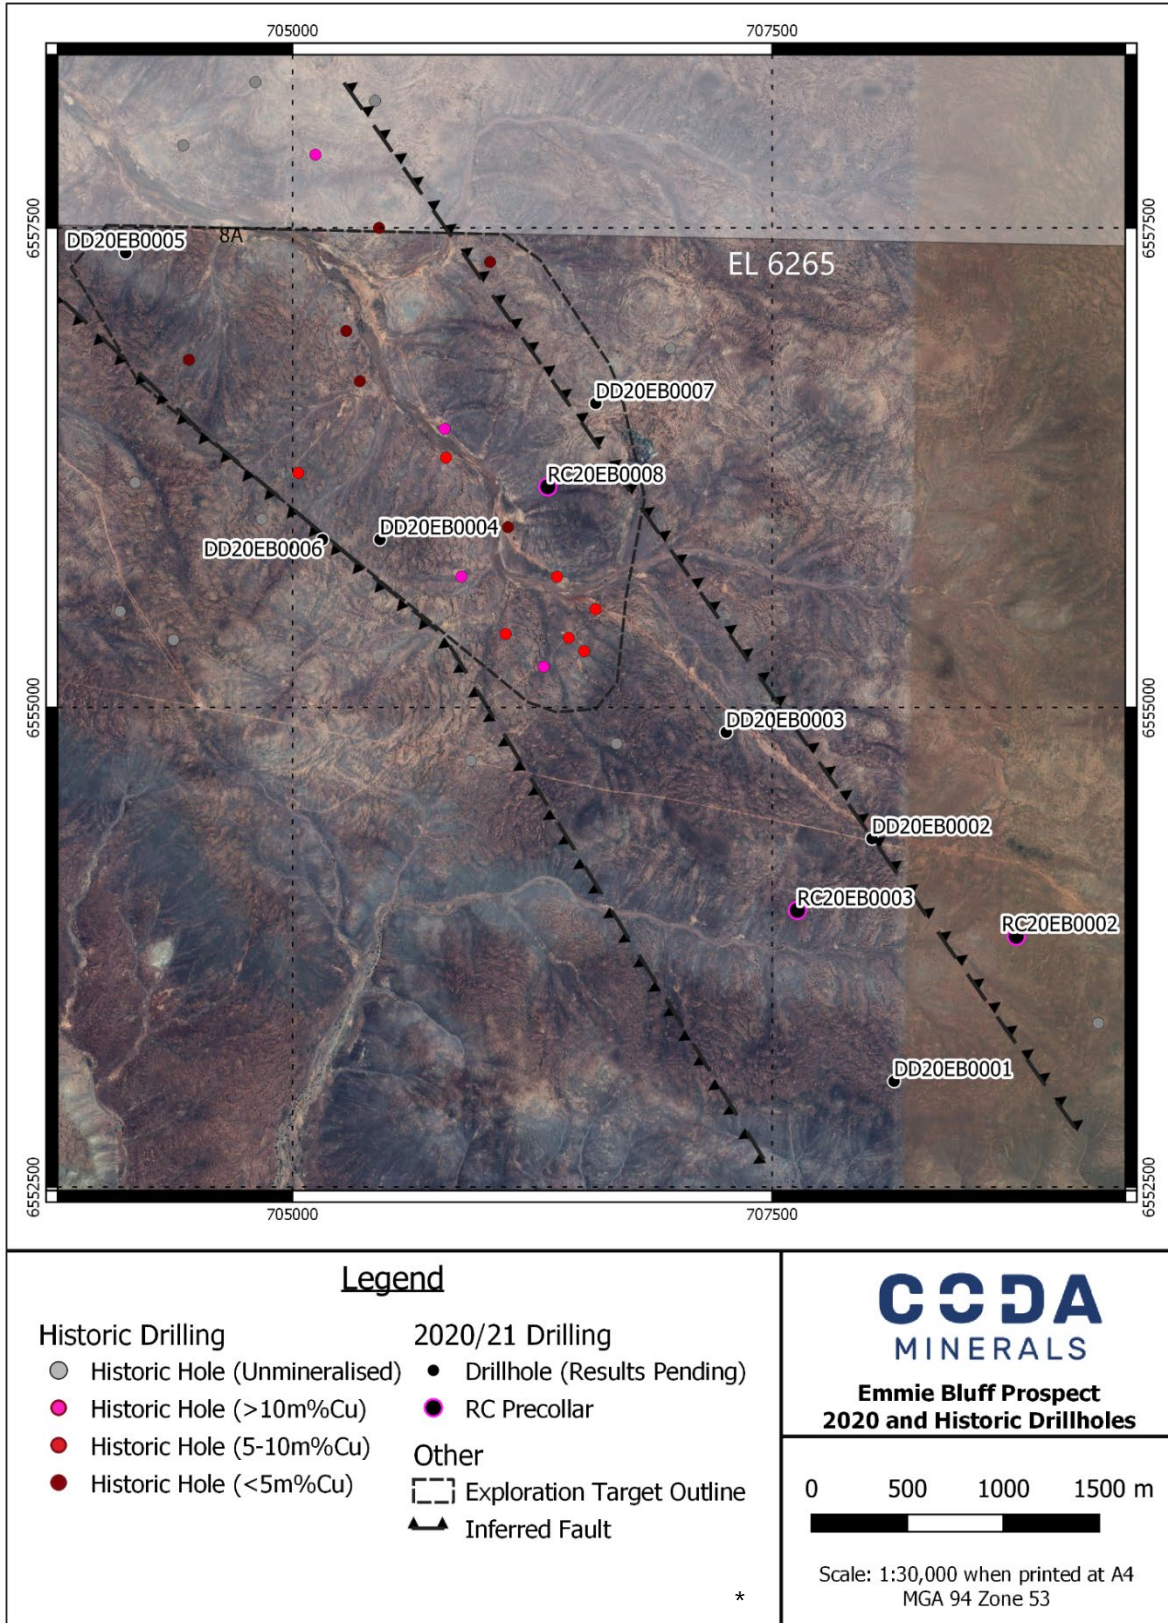 705000
707500
6557500
6557500
DD20EB0005
8A
EL 6265
DD20EB0007
RC20EB0008
DD20EB0004
DD20EB0006
6555000
6555000
DD20EB0003
DD20EB0002
RC20EB0003
RC20EB0002
DD20EB0001
6552500
6552500
705000
707500
Legend
Historic Drilling
Historic Hole (Unmineralised)
Historic Hole (>10m%Cu)
Historic Hole (5-10m%Cu)
Historic Hole (<5m%Cu)
2020/21 Drilling
Drillhole (Results Pending)
RC Precollar
Other
Exploration Target Outline
Inferred Fault
*
CODA
MINERALS
Emmie Bluff Prospect
2020 and Historic Drillholes
0 500 1000 1500 m
Scale: 1:30,000 when printed at A4
MGA 94 Zone 53